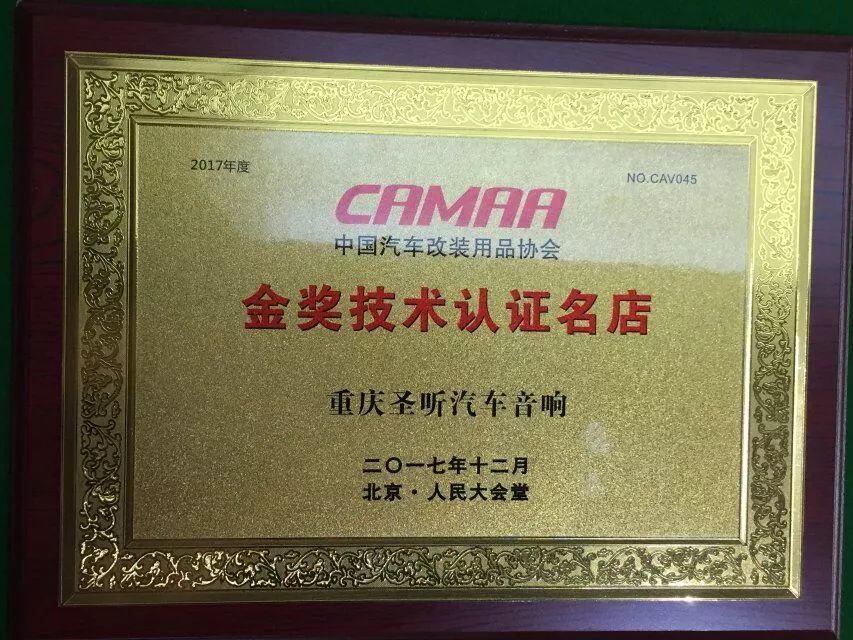 2017年度
NO.CAV045
CAMAA
中国汽车改装用品协会
金奖技术认证名店
重庆圣听汽车音响
二〇一七年十二月
北京·人民大会堂